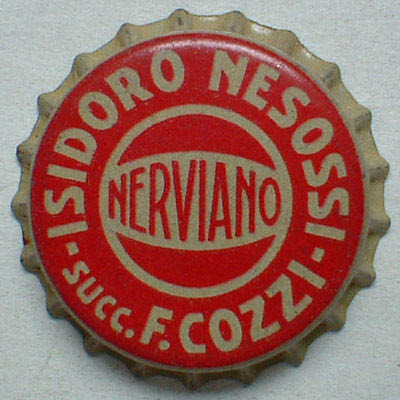 ISIDORO NESOSSI
NERVIANO
- SUCC. F. COZZI -